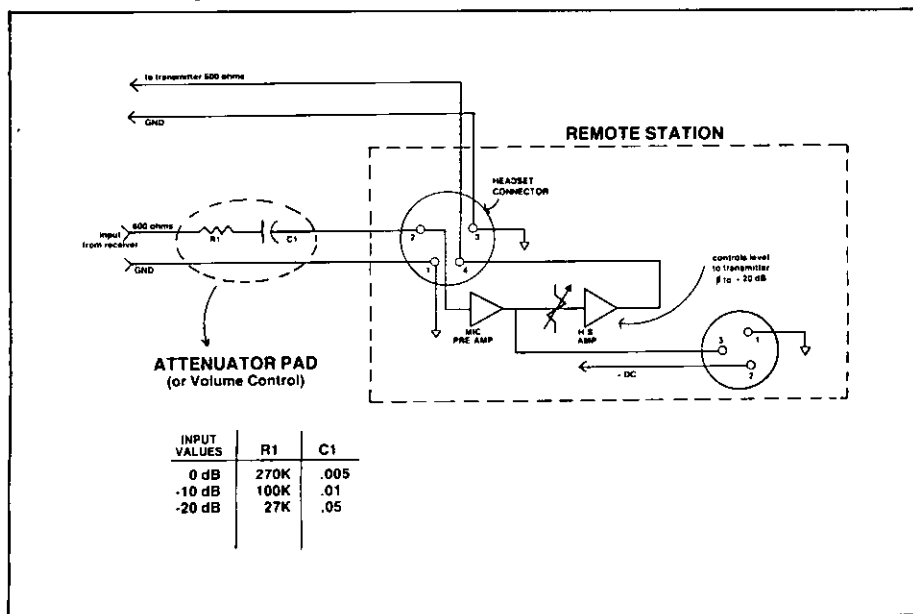 to transmitter 600 ohms
GND
REMOTE STATION
HEADSET
CONNECTOR
600 ohms
input
from receiver
R1
C1
GND
2
3
1
4
controls level
to transmitter
to - 20 dB
MIC
PRE AMP
H S
AMP
3
1
2
- DC
ATTENUATOR PAD
(or Volume Control)
INPUT
VALUES R1 C1
0 dB 270K .005
-10 dB 100K .01
-20 dB 27K .05